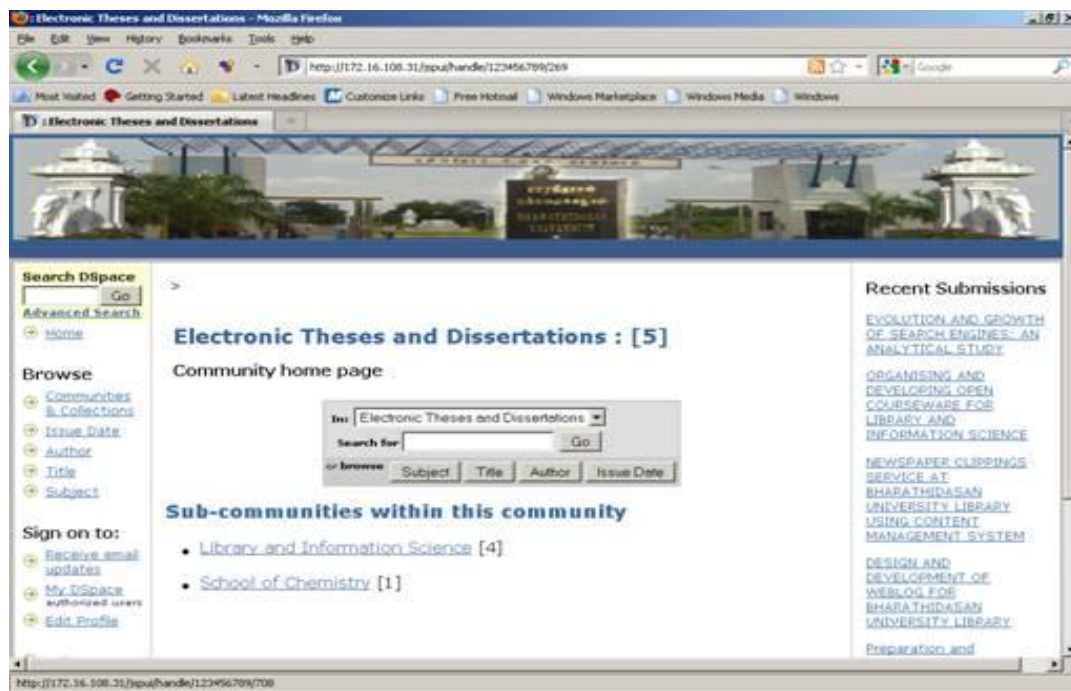 : Electronic Theses and Dissertations - Mozilla Firefox
File Edit View History Bookmarks Tools Help
http://172.16.108.31/jspui/handle/123456789/269
Google
Most Visited Getting Started Latest Headlines Customize Links Free Hotmail Windows Marketplace Windows Media Windows
: Electronic Theses and Dissertations
BHARATHIDASAN
UNIVERSITY
Search DSpace
Go
Advanced Search
Home
Browse
Communities
& Collections
Issue Date
Author
Title
Subject
Sign on to:
Receive email
updates
My DSpace
authorized users
Edit Profile
>
Electronic Theses and Dissertations : [5]
Community home page
In: Electronic Theses and Dissertations
Search for Go
or browse Subject Title Author Issue Date
Sub-communities within this community
Library and Information Science [4]
School of Chemistry [1]
Recent Submissions
EVOLUTION AND GROWTH
OF SEARCH ENGINES: AN
ANALYTICAL STUDY
ORGANISING AND
DEVELOPING OPEN
COURSEWARE FOR
LIBRARY AND
INFORMATION SCIENCE
NEWSPAPER CLIPPINGS
SERVICE AT
BHARATHIDASAN
UNIVERSITY LIBRARY
USING CONTENT
MANAGEMENT SYSTEM
DESIGN AND
DEVELOPMENT OF
WEBLOG FOR
BHARATHIDASAN
UNIVERSITY LIBRARY
Preparation and
http://172.16.108.31/jspui/handle/123456789/708